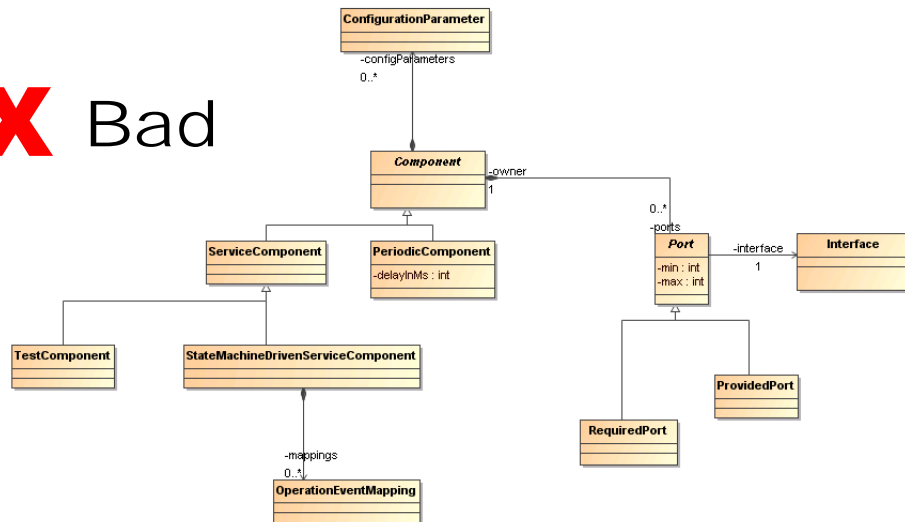 ConfigurationParameter
-configParameters
0..*
X Bad
Component
-owner
1
0..*
-ports
ServiceComponent
PeriodicComponent
-delayInMs : int
Port
-min : int
-max : int
-interface
1
Interface
TestComponent
StateMachineDrivenServiceComponent
ProvidedPort
RequiredPort
-mappings
0..*
OperationEventMapping